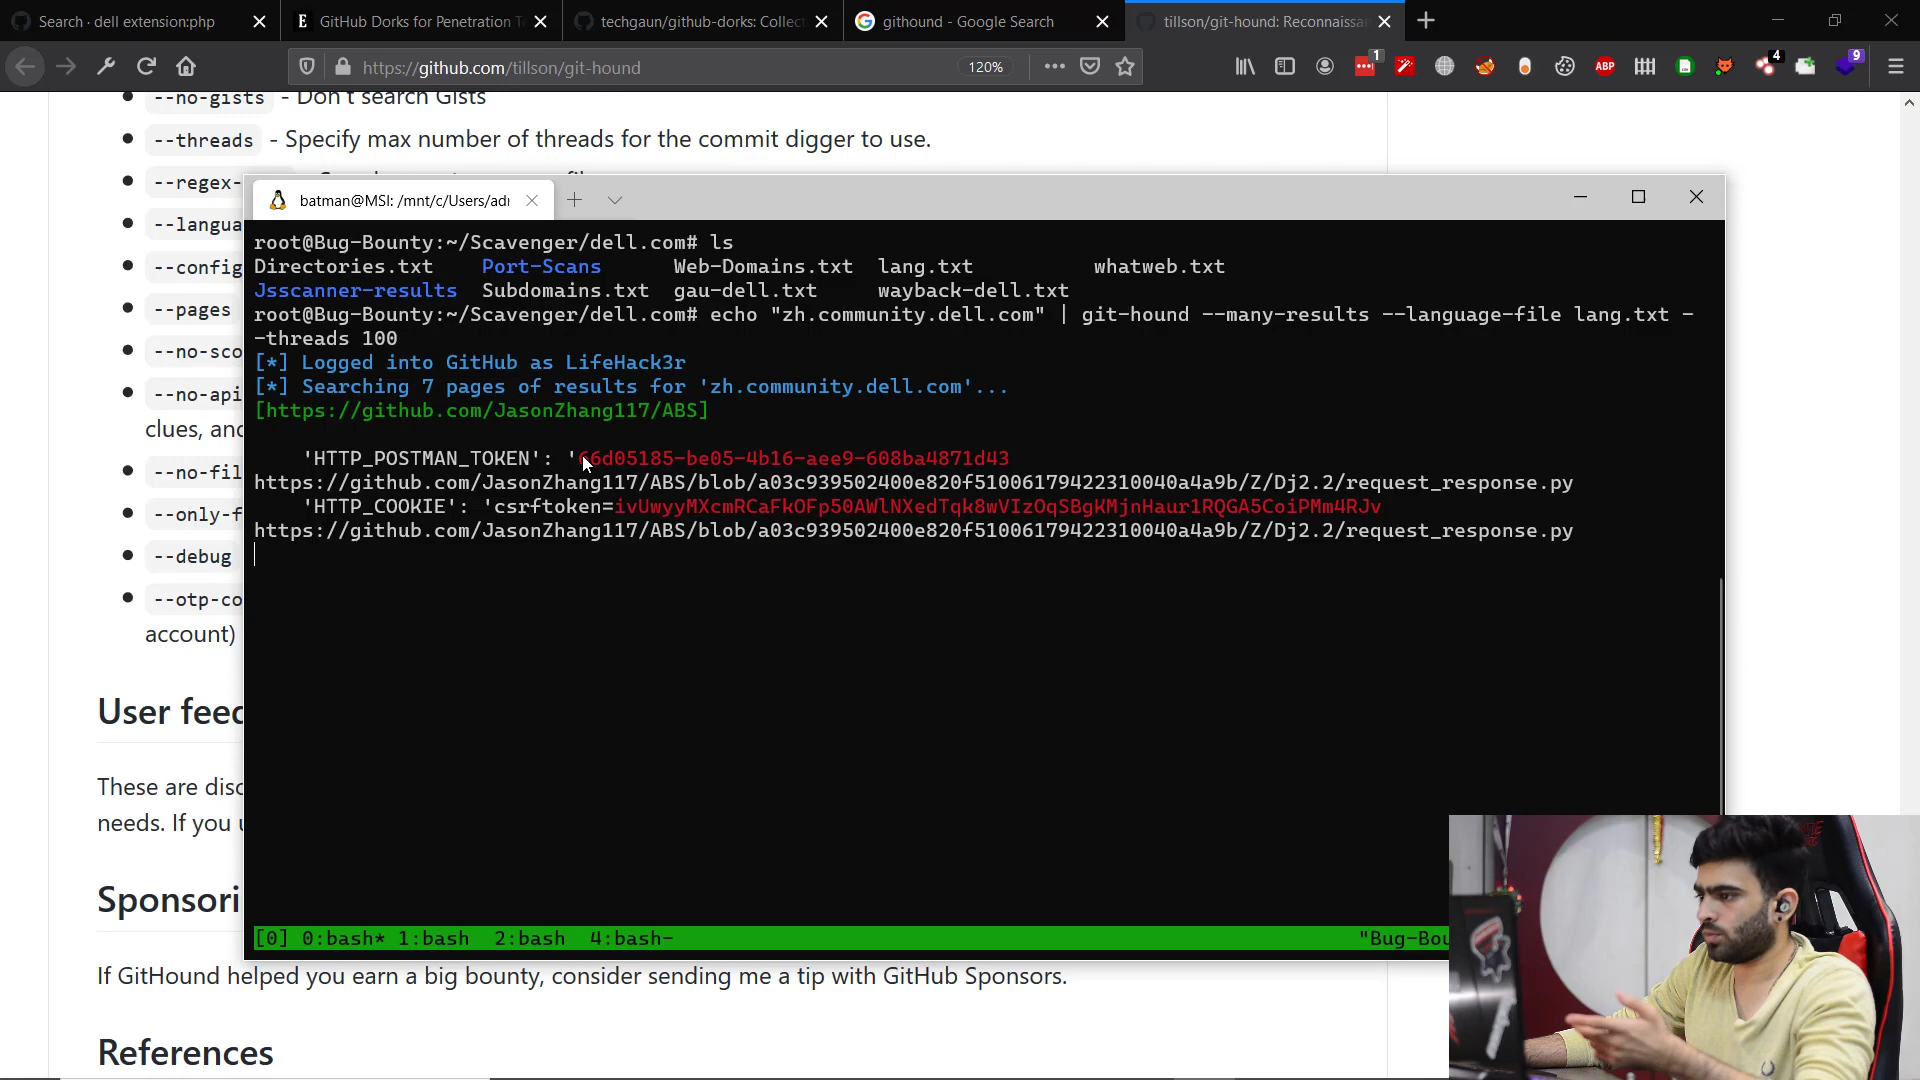 Search · dell extension:php
GitHub Dorks for Penetration Te
techgaun/github-dorks: Collect
githound - Google Search
tillson/git-hound: Reconnaissan
https://github.com/tillson/git-hound
120%
1
4
9
--no-gists - Don't search Gists
--threads - Specify max number of threads for the commit digger to use.
--regex-
--langua
--config
--pages
--no-sco
--no-api
clues, and
--no-fil
--only-f
--debug
--otp-co
account)
batman@MSI: /mnt/c/Users/adm
root@Bug-Bounty:~/Scavenger/dell.com# ls
Directories.txt Port-Scans Web-Domains.txt lang.txt whatweb.txt
Jsscanner-results Subdomains.txt gau-dell.txt wayback-dell.txt
root@Bug-Bounty:~/Scavenger/dell.com# echo "zh.community.dell.com" | git-hound --many-results --language-file lang.txt -
-threads 100
[*] Logged into GitHub as LifeHack3r
[*] Searching 7 pages of results for 'zh.community.dell.com'...
[https://github.com/JasonZhang117/ABS]
'HTTP_POSTMAN_TOKEN': '66d05185-be05-4b16-aee9-608ba4871d43
https://github.com/JasonZhang117/ABS/blob/a03c939502400e820f51006179422310040a4a9b/Z/Dj2.2/request_response.py
'HTTP_COOKIE': 'csrftoken=ivUwyyMXcmRCaFkOFp50AWlNXedTqk8wVIzOqSBgKMjnHaur1RQGA5CoiPMm4RJv
https://github.com/JasonZhang117/ABS/blob/a03c939502400e820f51006179422310040a4a9b/Z/Dj2.2/request_response.py
[0] 0:bash* 1:bash 2:bash 4:bash- "Bug-Bou
User feed
These are disc
needs. If you u
Sponsori
If GitHound helped you earn a big bounty, consider sending me a tip with GitHub Sponsors.
References